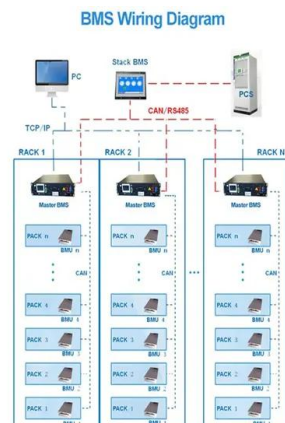 BMS Wiring Diagram
Stack BMS
PC
PCS
CAN/RS485
TCP/IP
RACK 1
RACK 2
RACK N
Master BMS
Master BMS
Master BMS
PACK n
PACK n
PACK n
BMU n
BMU n
BMU n
CAN
CAN
CAN
PACK 4
PACK 4
PACK 4
BMU 4
BMU 4
BMU 4
PACK 3
PACK 3
PACK 3
BMU 3
BMU 3
BMU 3
PACK 2
PACK 2
PACK 2
BMU 2
BMU 2
BMU 2
PACK 1
PACK 1
PACK 1